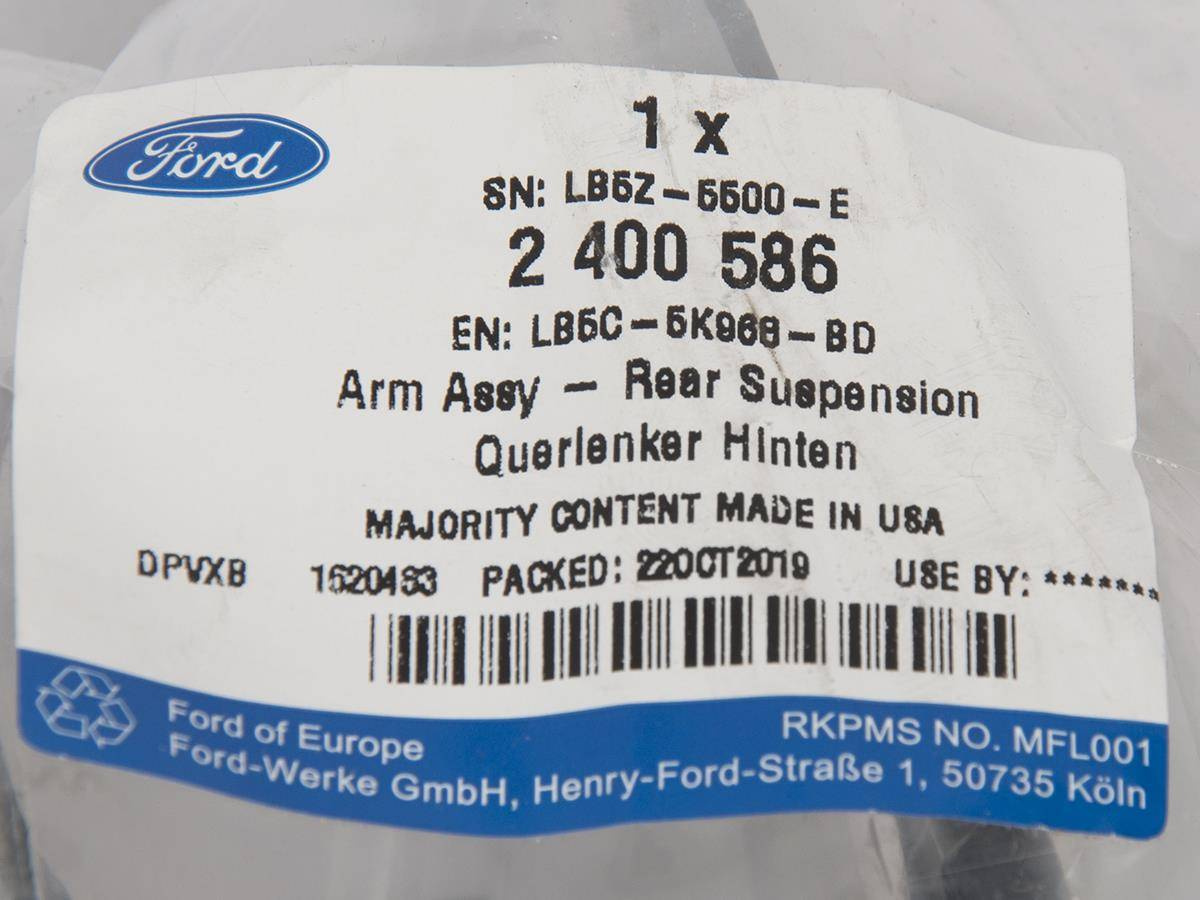 Ford
1 x
SN: LB5Z-5500-E
2 400 586
EN: LB5C-5K968-BD
Arm Assy - Rear Suspension
Querlenker Hinten
MAJORITY CONTENT MADE IN USA
DPVXB 1620463 PACKED: 22OCT2019 USE BY: *******
Ford of Europe RKPMS NO. MFL001
Ford-Werke GmbH, Henry-Ford-Straße 1, 50735 Köln